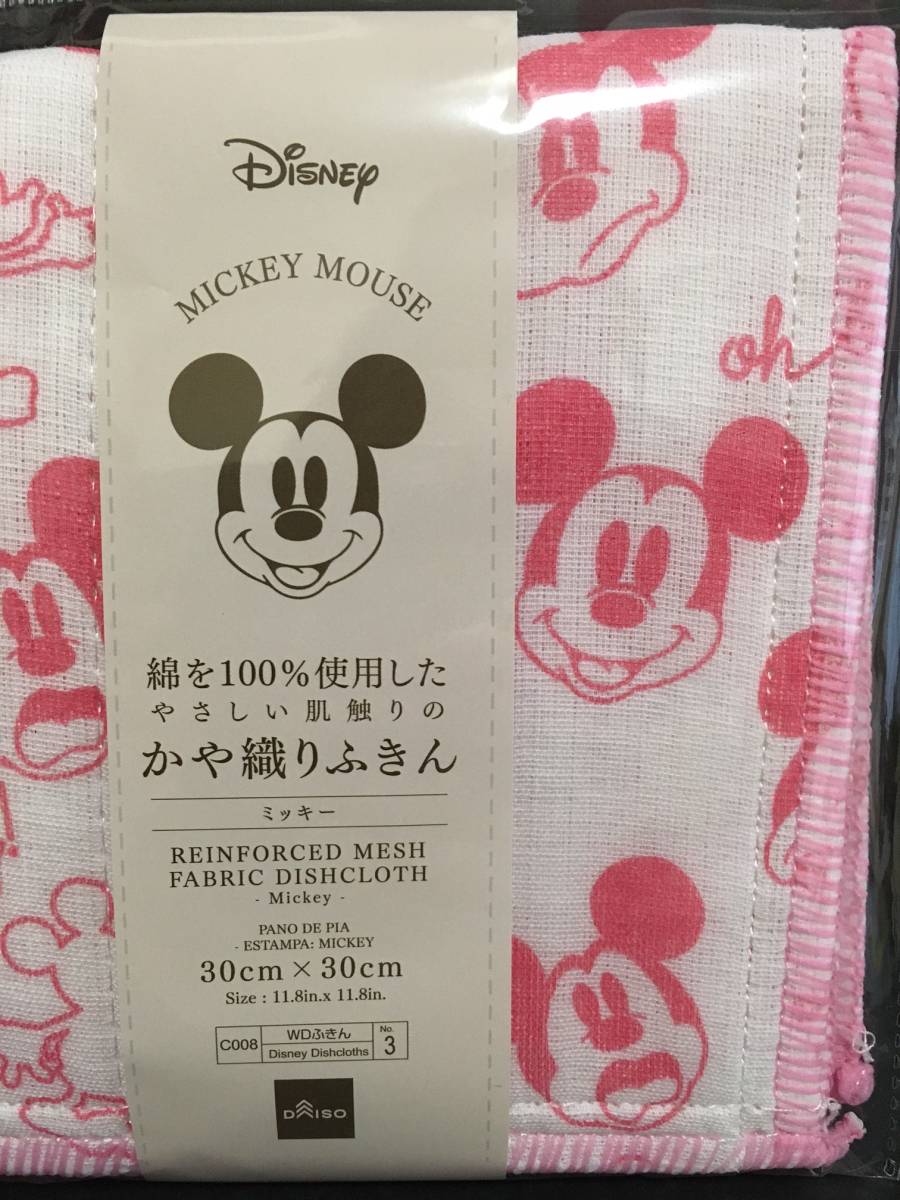 Disney
MICKEY MOUSE
oh
綿を100%使用した
やさしい肌触りの
かや織りふきん
ミッキー
REINFORCED MESH
FABRIC DISHCLOTH
- Mickey -
PANO DE PIA
- ESTAMPA: MICKEY
30cm × 30cm
Size : 11.8in.x 11.8in.
C008 WDふきん No.
Disney Dishcloths 3
DAISO